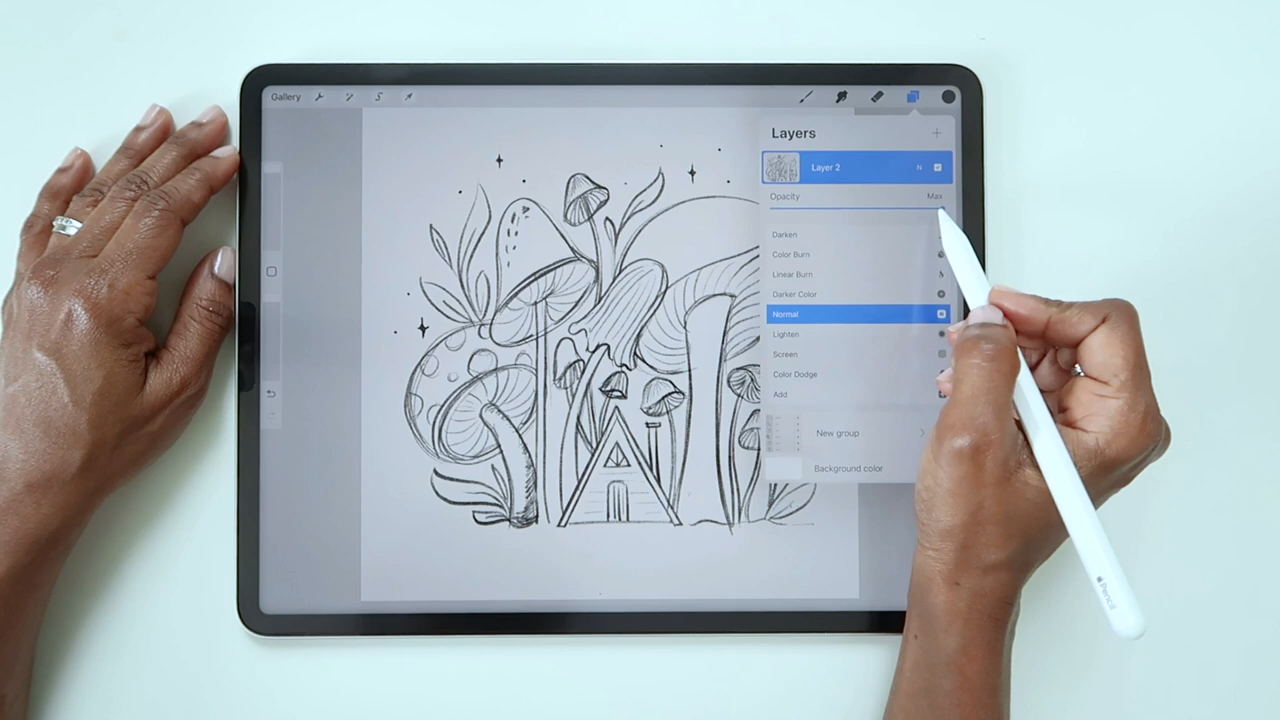 Gallery
Layers
Layer 2 N
Opacity Max
Darken
Color Burn
Linear Burn
Darker Color
Normal
Lighten
Screen
Color Dodge
Add
New group
Background color
Pencil